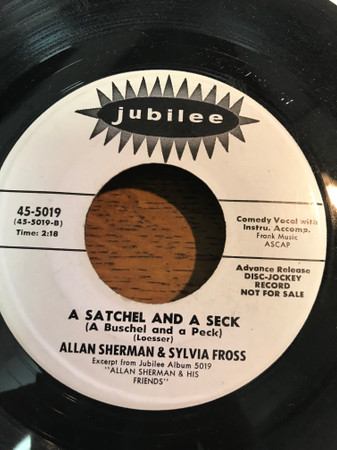 jubilee
45-5019
(45-5019-B)
Time: 2:18
Comedy Vocal with
Instru. Accomp.
Frank Music
ASCAP
Advance Release
DISC-JOCKEY
RECORD
NOT FOR SALE
A SATCHEL AND A SECK
(A Buschel and a Peck)
(Loesser)
ALLAN SHERMAN & SYLVIA FROSS
Excerpt from Jubilee Album 5019
"ALLAN SHERMAN & HIS
FRIENDS"